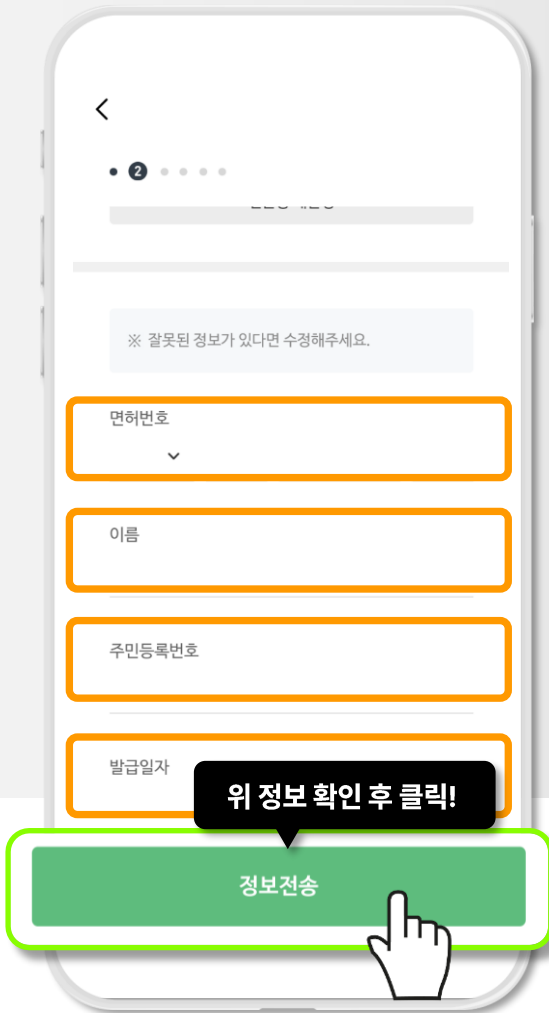 2
※ 잘못된 정보가 있다면 수정해주세요.
면허번호
이름
주민등록번호
발급일자
위 정보 확인 후 클릭!
정보전송